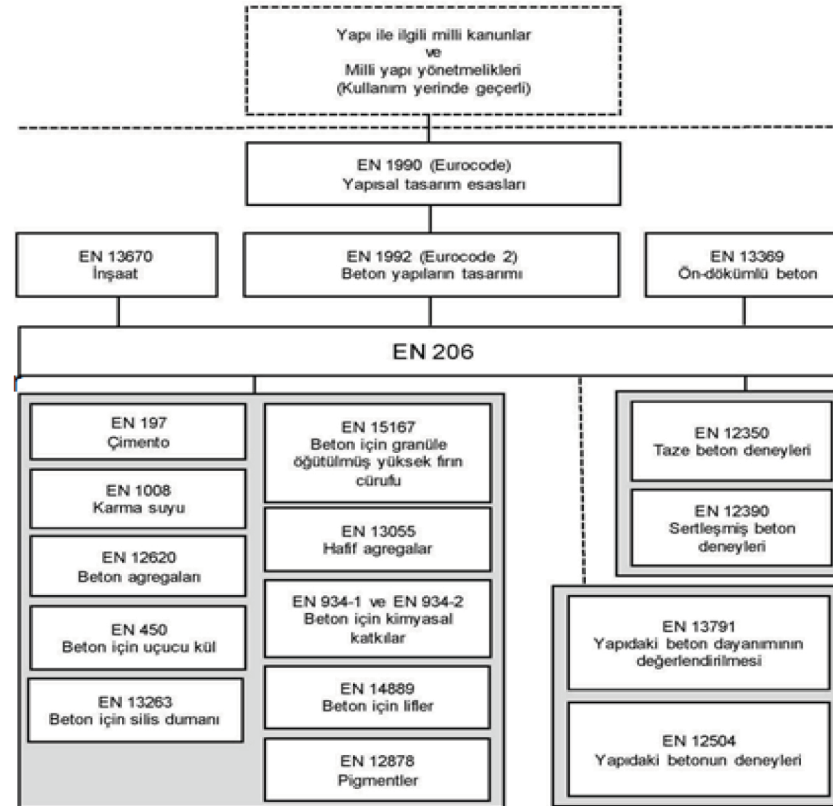 Yapı ile ilgili milli kanunlar
ve
Milli yapı yönetmelikleri
(Kullanım yerinde geçerli)
EN 1990 (Eurocode)
Yapısal tasarım esasları
EN 13670
İnşaat
EN 1992 (Eurocode 2)
Beton yapıların tasarımı
EN 13369
Ön-dökümlü beton
EN 206
EN 197
Çimento
EN 1008
Karma suyu
EN 12620
Beton agregaları
EN 450
Beton için uçucu kül
EN 13263
Beton için silis dumanı
EN 15167
Beton için granüle
öğütülmüş yüksek fırın
cürufu
EN 13055
Hafif agregalar
EN 934-1 ve EN 934-2
Beton için kimyasal
katkılar
EN 14889
Beton için lifler
EN 12878
Pigmentler
EN 12350
Taze beton deneyleri
EN 12390
Sertleşmiş beton
deneyleri
EN 13791
Yapıdaki beton dayanımının
değerlendirilmesi
EN 12504
Yapıdaki betonun deneyleri